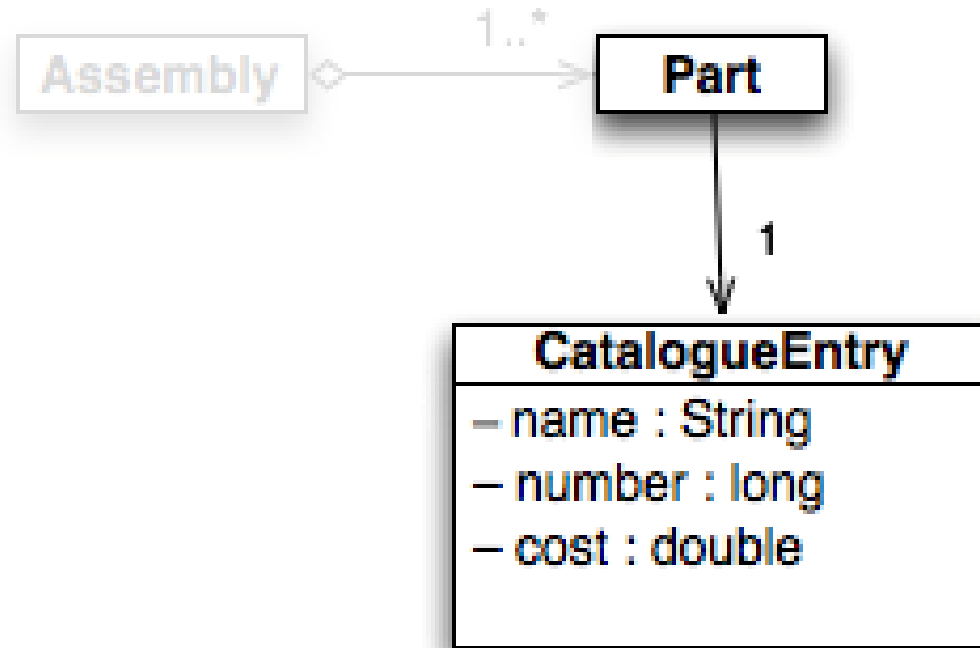 1..*
Assembly
Part
1
CatalogueEntry
– name : String
– number : long
– cost : double